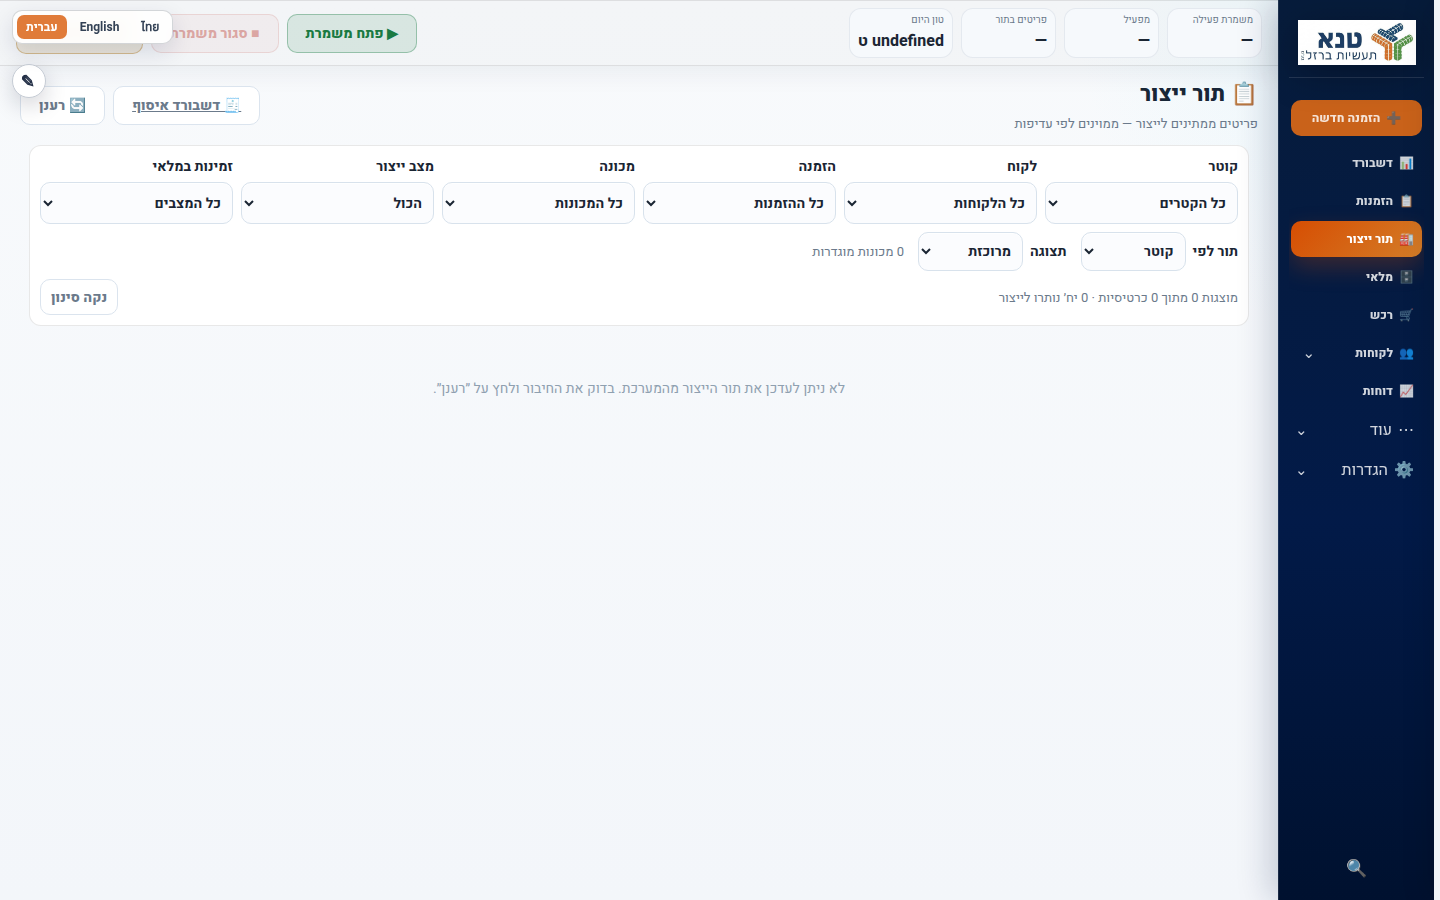 טנא
תעשיות ברזל
➕ הזמנה חדשה
📊 דשבורד
📋 הזמנות
🏭 תור ייצור
🗄️ מלאי
🛒 רכש
👥 לקוחות
📈 דוחות
⋯ עוד
⚙️ הגדרות
🔍
משמרת פעילה
—
מפעיל
—
פריטים בתור
—
טון היום
undefined ט
▶ פתח משמרת
■ סגור משמרת
עברית English ไทย
✎
📋 תור ייצור
פריטים ממתינים לייצור — ממוינים לפי עדיפות
🧾 דשבורד איסוף
🔄 רענן
קוטר לקוח הזמנה מכונה מצב ייצור זמינות במלאי
כל הקטרים כל הלקוחות כל ההזמנות כל המכונות הכול כל המצבים
תור לפי קוטר תצוגה מרוכזת 0 מכונות מוגדרות
מוצגות 0 מתוך 0 כרטיסיות · 0 יח' נותרו לייצור
נקה סינון
לא ניתן לעדכן את תור הייצור מהמערכת. בדוק את החיבור ולחץ על "רענן".